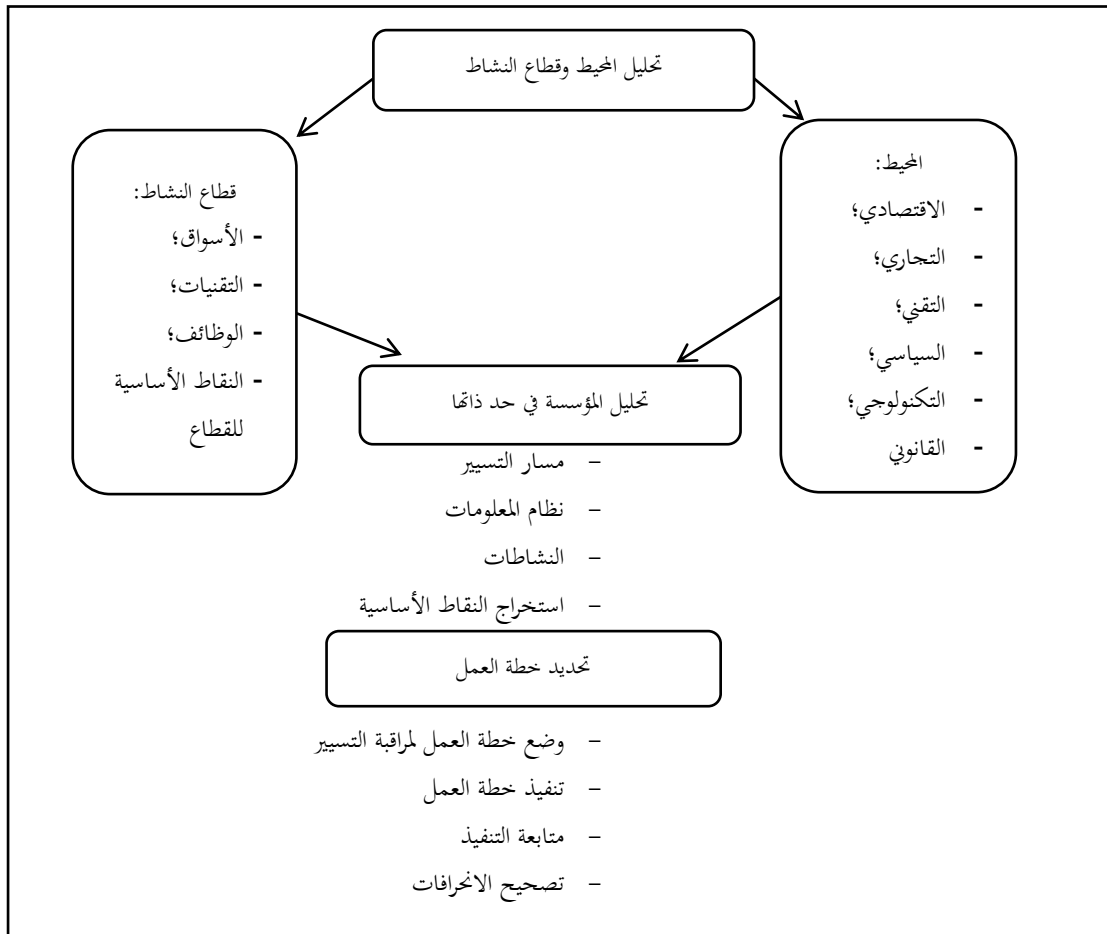 تحليل المحيط وقطاع النشاط
المحيط:
- الاقتصادي؛
- التجاري؛
- التقني؛
- السياسي؛
- التكنولوجي؛
- القانوني
قطاع النشاط:
- الأسواق؛
- التقنيات؛
- الوظائف؛
- النقاط الأساسية
للقطاع
تحليل المؤسسة في حد ذاتها
– مسار التسيير
– نظام المعلومات
– النشاطات
– استخراج النقاط الأساسية
تحديد خطة العمل
– وضع خطة العمل لمراقبة التسيير
– تنفيذ خطة العمل
– متابعة التنفيذ
– تصحيح الانحرافات